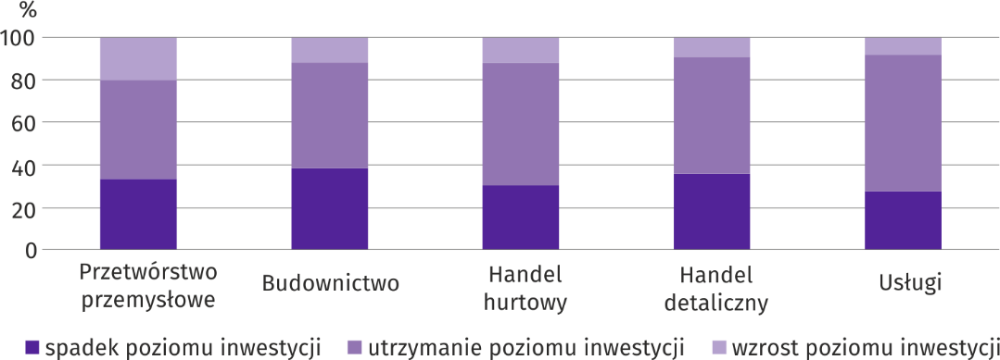 %
100
80
60
40
20
0
Przetwórstwo
przemysłowe
Budownictwo
Handel
hurtowy
Handel
detaliczny
Usługi
spadek poziomu inwestycji utrzymanie poziomu inwestycji wzrost poziomu inwestycji